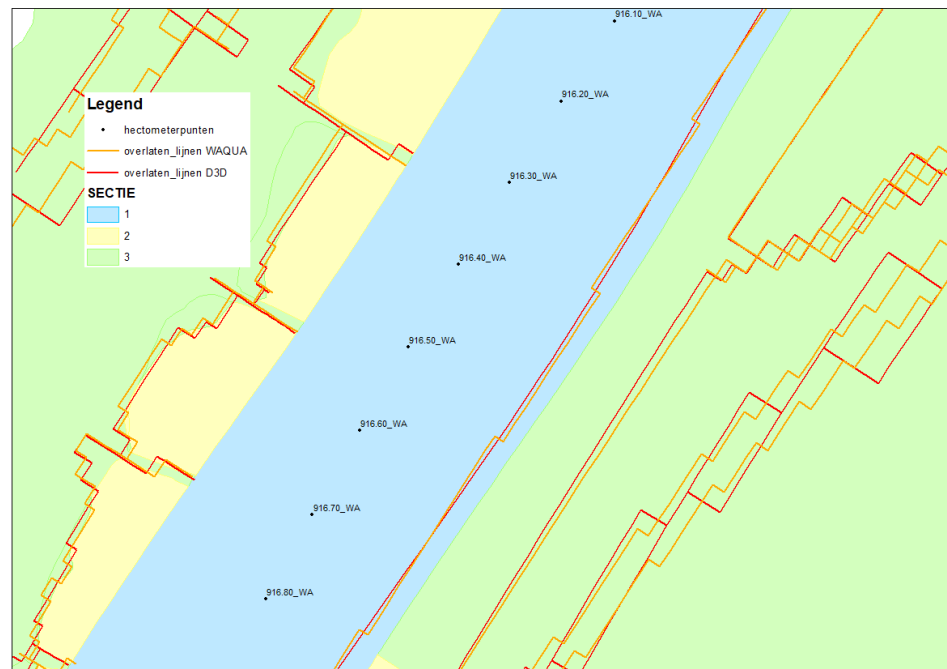 916.10_WA
916.20_WA
Legend
hectometerpunten
overlaten_lijnen WAQUA
overlaten_lijnen D3D
SECTIE
1
2
3
916.30_WA
916.40_WA
916.50_WA
916.60_WA
916.70_WA
916.80_WA